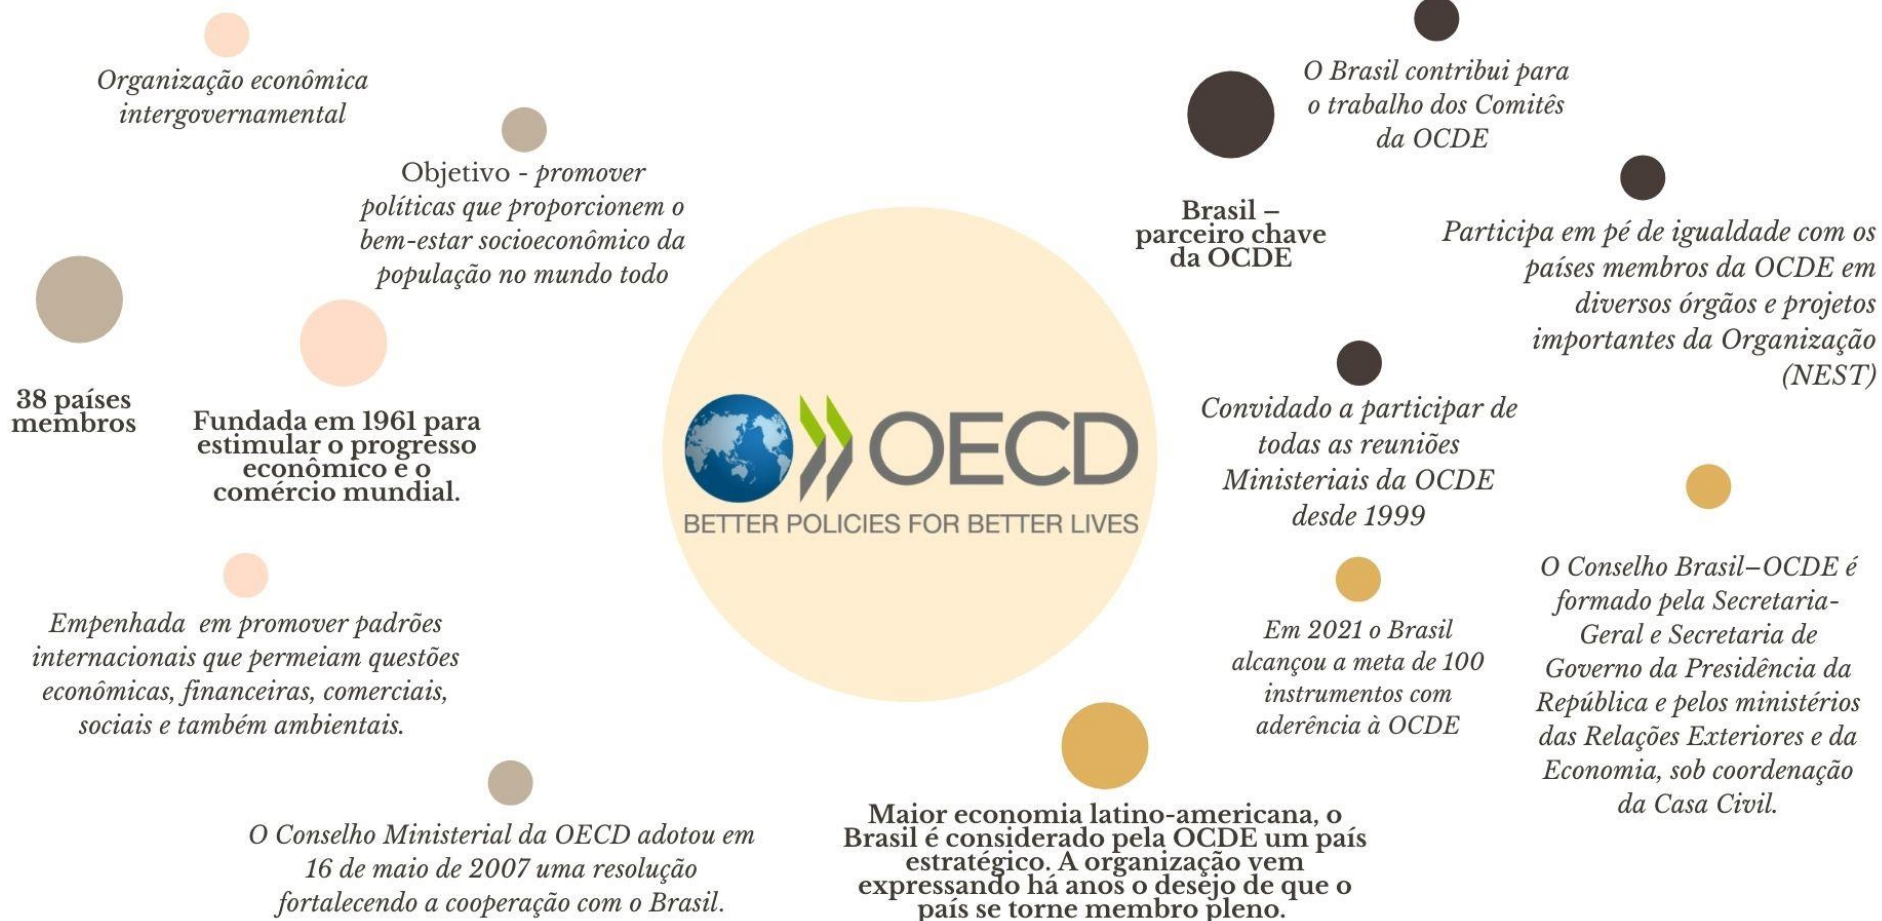 Organização econômica
intergovernamental
Objetivo - promover
políticas que proporcionem o
bem-estar socioeconômico da
população no mundo todo
38 países
membros
Fundada em 1961 para
estimular o progresso
econômico e o
comércio mundial.
Empenhada em promover padrões
internacionais que permeiam questões
econômicas, financeiras, comerciais,
sociais e também ambientais.
O Conselho Ministerial da OECD adotou em
16 de maio de 2007 uma resolução
fortalecendo a cooperação com o Brasil.
OECD
BETTER POLICIES FOR BETTER LIVES
Brasil –
parceiro chave
da OCDE
O Brasil contribui para
o trabalho dos Comitês
da OCDE
Participa em pé de igualdade com os
países membros da OCDE em
diversos órgãos e projetos
importantes da Organização
(NEST)
Convidado a participar de
todas as reuniões
Ministeriais da OCDE
desde 1999
Em 2021 o Brasil
alcançou a meta de 100
instrumentos com
aderência à OCDE
O Conselho Brasil–OCDE é
formado pela Secretaria-
Geral e Secretaria de
Governo da Presidência da
República e pelos ministérios
das Relações Exteriores e da
Economia, sob coordenação
da Casa Civil.
Maior economia latino-americana, o
Brasil é considerado pela OCDE um país
estratégico. A organização vem
expressando há anos o desejo de que o
país se torne membro pleno.